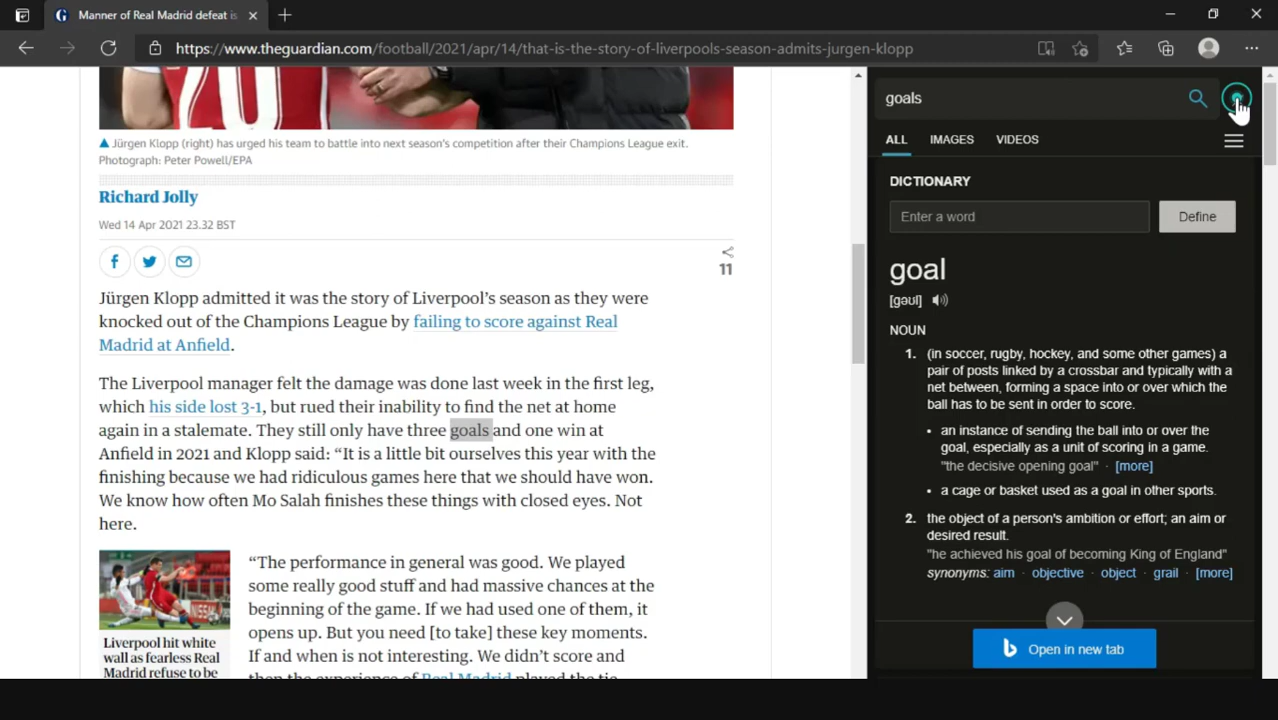 Manner of Real Madrid defeat is
https://www.theguardian.com/football/2021/apr/14/that-is-the-story-of-liverpools-season-admits-jurgen-klopp
Jürgen Klopp (right) has urged his team to battle into next season's competition after their Champions League exit.
Photograph: Peter Powell/EPA
Richard Jolly
Wed 14 Apr 2021 23.32 BST
11
Jürgen Klopp admitted it was the story of Liverpool’s season as they were
knocked out of the Champions League by failing to score against Real
Madrid at Anfield.
The Liverpool manager felt the damage was done last week in the first leg,
which his side lost 3-1, but rued their inability to find the net at home
again in a stalemate. They still only have three goals and one win at
Anfield in 2021 and Klopp said: “It is a little bit ourselves this year with the
finishing because we had ridiculous games here that we should have won.
We know how often Mo Salah finishes these things with closed eyes. Not
here.
Liverpool hit white
wall as fearless Real
Madrid refuse to be
“The performance in general was good. We played
some really good stuff and had massive chances at the
beginning of the game. If we had used one of them, it
opens up. But you need [to take] these key moments.
If and when is not interesting. We didn’t score and
then the experience of Real Madrid played the tie
goals
ALL IMAGES VIDEOS
DICTIONARY
Enter a word
Define
goal
[ɡəʊl]
NOUN
1. (in soccer, rugby, hockey, and some other games) a
pair of posts linked by a crossbar and typically with a
net between, forming a space into or over which the
ball has to be sent in order to score.
• an instance of sending the ball into or over the
goal, especially as a unit of scoring in a game.
"the decisive opening goal" · [more]
• a cage or basket used as a goal in other sports.
2. the object of a person's ambition or effort; an aim or
desired result.
"he achieved his goal of becoming King of England"
synonyms: aim · objective · object · grail · [more]
Open in new tab